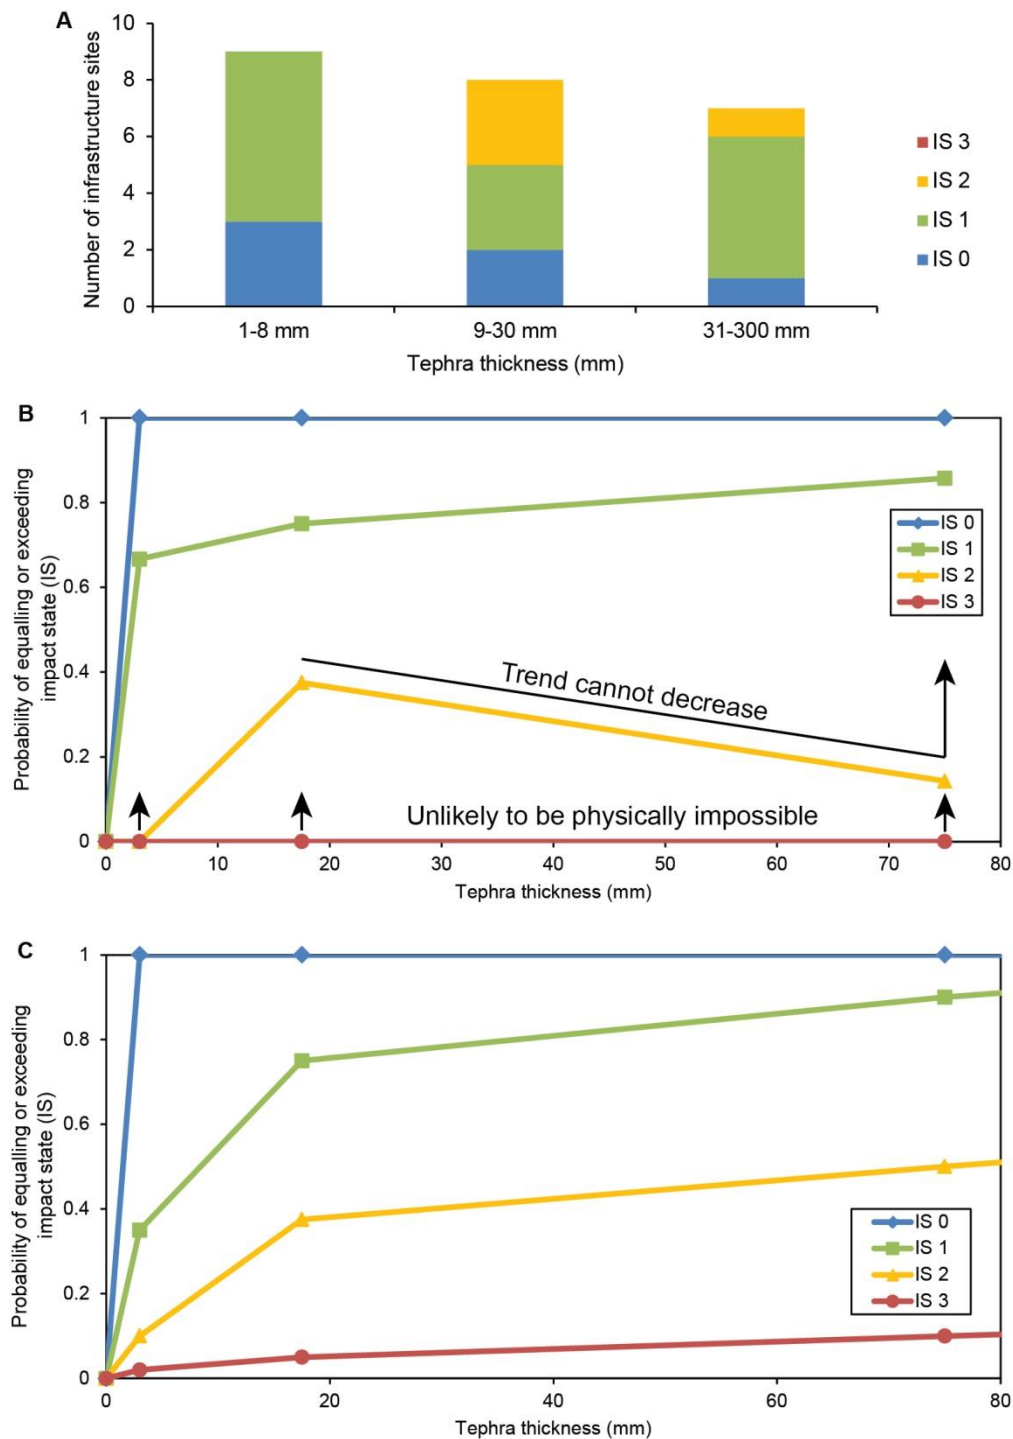 A
Number of infrastructure sites
10
8
6
4
2
0
1-8 mm
9-30 mm
31-300 mm
Tephra thickness (mm)
IS 3
IS 2
IS 1
IS 0
B
Probability of equalling or exceeding
impact state (IS)
1
0.8
0.6
0.4
0.2
0
IS 0
IS 1
IS 2
IS 3
Trend cannot decrease
Unlikely to be physically impossible
0
10
20
30
40
50
60
70
80
Tephra thickness (mm)
C
Probability of equalling or exceeding
impact state (IS)
1
0.8
0.6
0.4
0.2
0
IS 0
IS 1
IS 2
IS 3
0
20
40
60
80
Tephra thickness (mm)